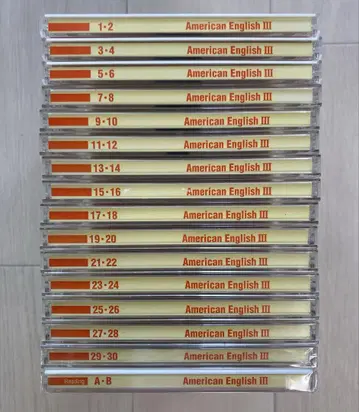 1·2 American English III
3·4 American English III
5·6 American English III
7·8 American English III
9·10 American English III
11·12 American English III
13·14 American English III
15·16 American English III
17·18 American English III
19·20 American English III
21·22 American English III
23·24 American English III
25·26 American English III
27·28 American English III
29·30 American English III
Reading A·B American English III